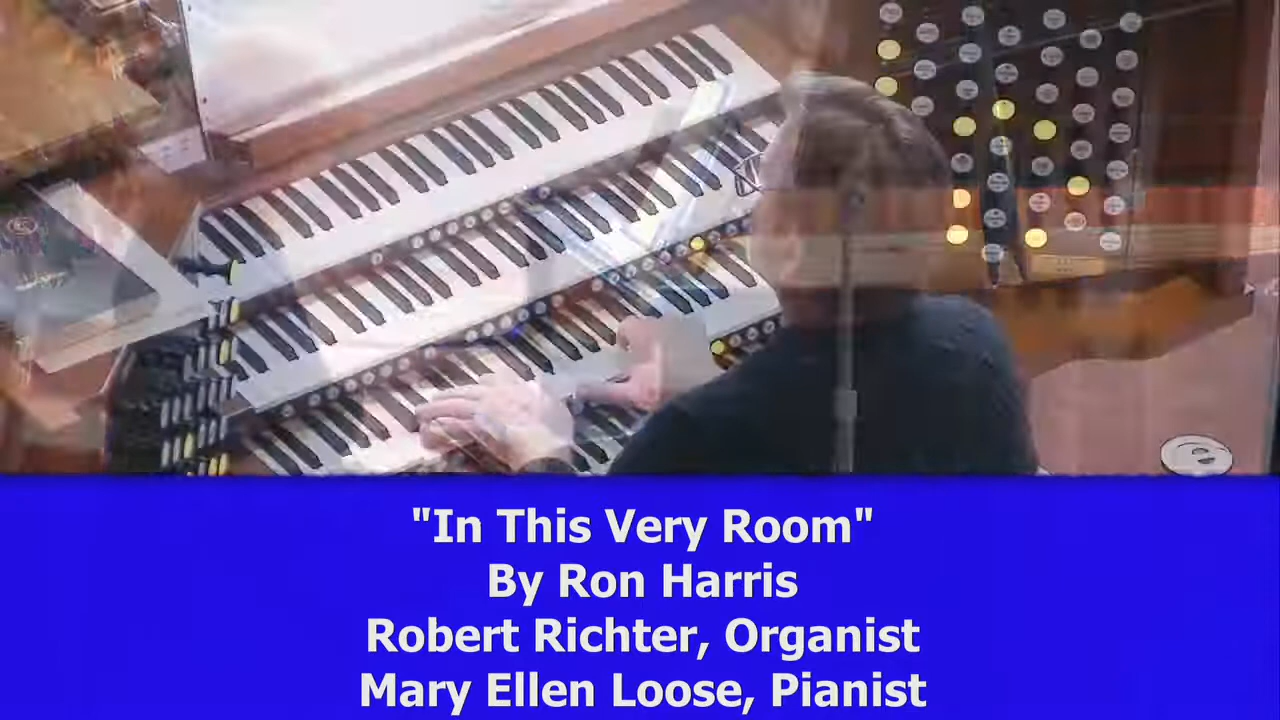 "In This Very Room"
By Ron Harris
Robert Richter, Organist
Mary Ellen Loose, Pianist